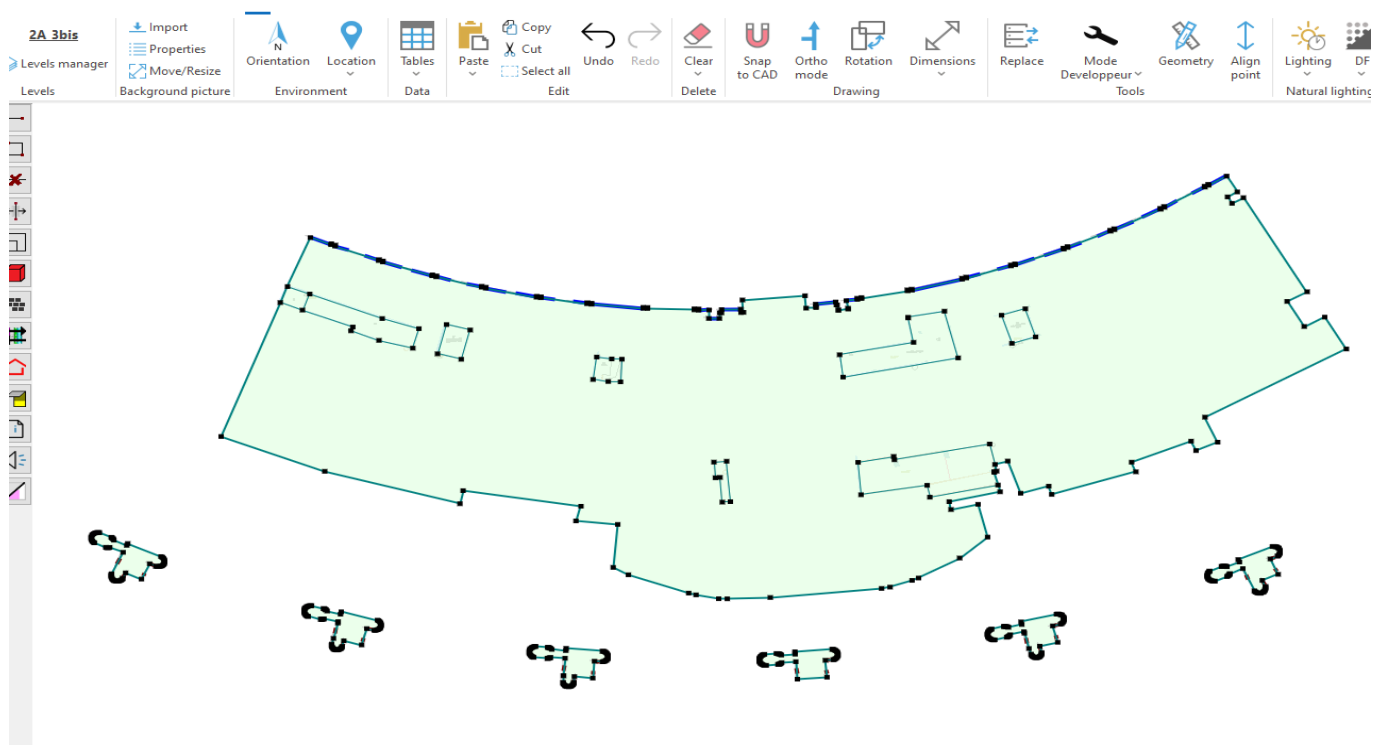 2A 3bis
Levels manager
Levels
Import
Properties
Move/Resize
Background picture
Orientation
Location
Environment
Tables
Data
Paste
Copy
Cut
Select all
Undo
Redo
Edit
Clear
Delete
Snap
to CAD
Ortho
mode
Rotation
Dimensions
Drawing
Replace
Mode
Developpeur
Geometry
Align
point
Tools
Lighting
DF
Natural lighting